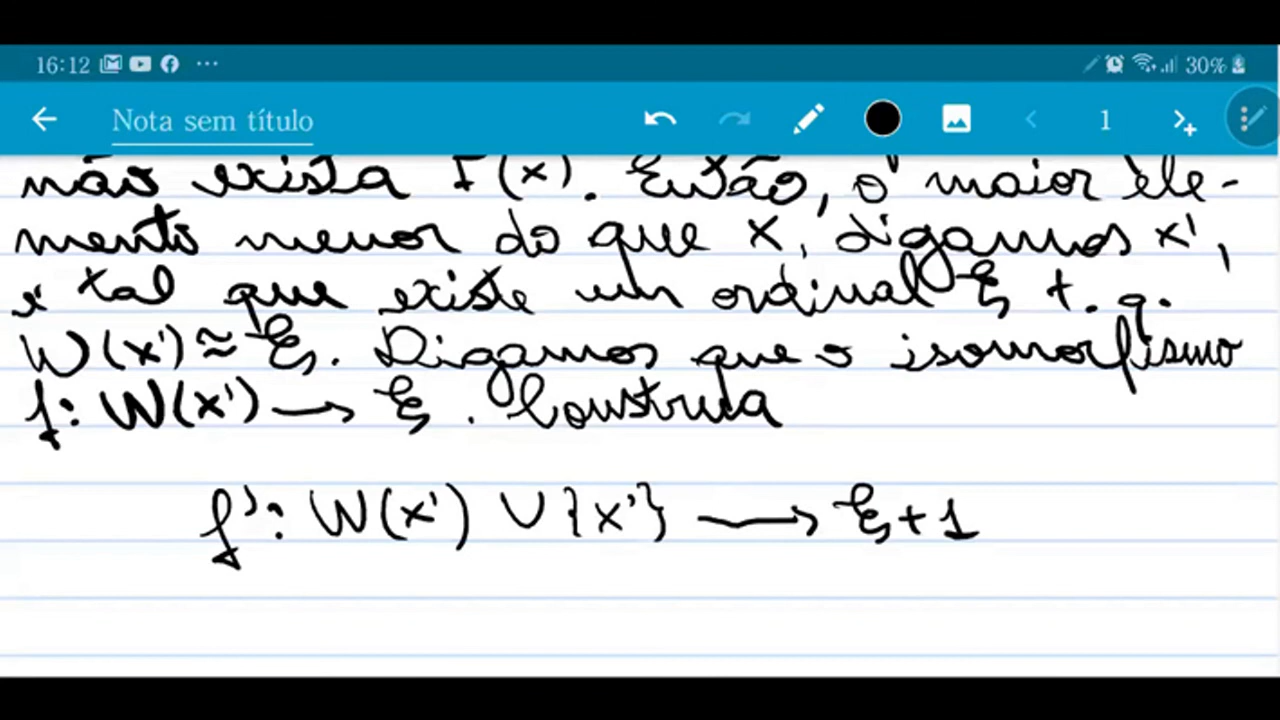 16:12 ... 30%
Nota sem título 1
não exista F(x). Então, o maior ele-
mento menor do que x, digamos x',
é tal que existe um ordinal ξ t.q.
W(x') ≈ ξ. Digamos que o isomorfismo
f: W(x') → ξ. Construa
f': W(x') ∪ {x'} → ξ+1